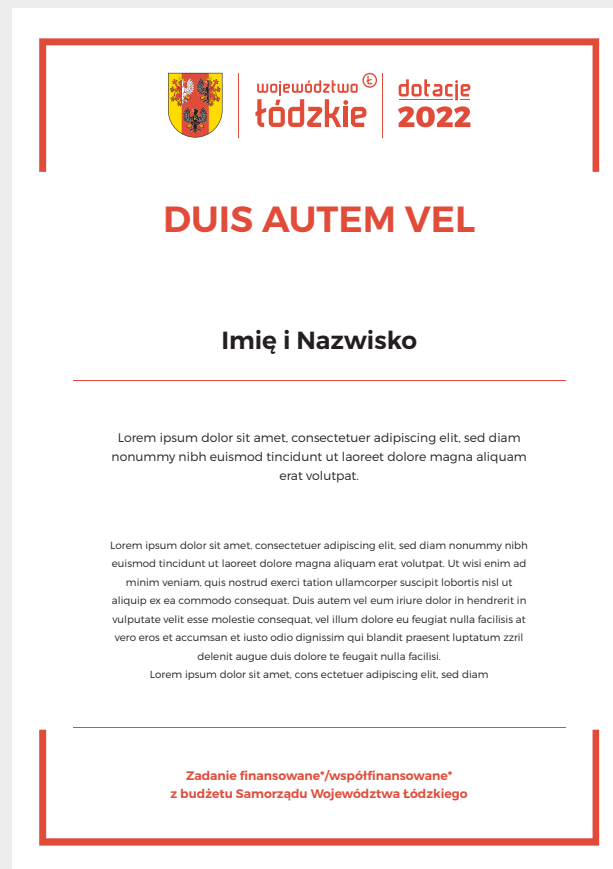 województwo Ł
łódzkie
dotacje
2022
DUIS AUTEM VEL
Imię i Nazwisko
Lorem ipsum dolor sit amet, consectetuer adipiscing elit, sed diam
nonummy nibh euismod tincidunt ut laoreet dolore magna aliquam
erat volutpat.
Lorem ipsum dolor sit amet, consectetuer adipiscing elit, sed diam nonummy nibh
euismod tincidunt ut laoreet dolore magna aliquam erat volutpat. Ut wisi enim ad
minim veniam, quis nostrud exerci tation ullamcorper suscipit lobortis nisl ut
aliquip ex ea commodo consequat. Duis autem vel eum iriure dolor in hendrerit in
vulputate velit esse molestie consequat, vel illum dolore eu feugiat nulla facilisis at
vero eros et accumsan et iusto odio dignissim qui blandit praesent luptatum zzril
delenit augue duis dolore te feugait nulla facilisi.
Lorem ipsum dolor sit amet, cons ectetuer adipiscing elit, sed diam
Zadanie finansowane*/współfinansowane*
z budżetu Samorządu Województwa Łódzkiego